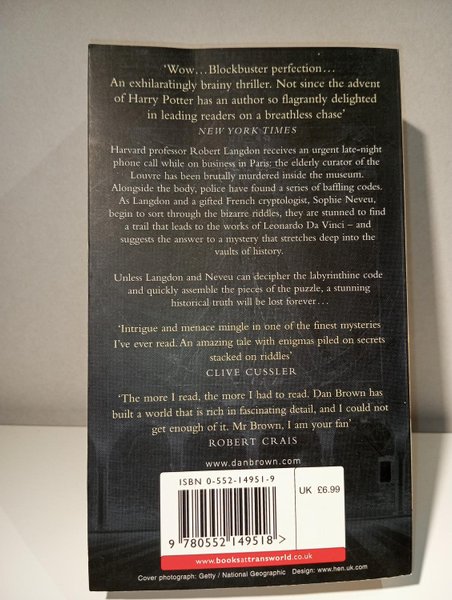 ‘Wow…Blockbuster perfection…
An exhilaratingly brainy thriller. Not since the advent
of Harry Potter has an author so flagrantly delighted
in leading readers on a breathless chase’
NEW YORK TIMES
Harvard professor Robert Langdon receives an urgent late-night
phone call while on business in Paris: the elderly curator of the
Louvre has been brutally murdered inside the museum.
Alongside the body, police have found a series of baffling codes.
As Langdon and a gifted French cryptologist, Sophie Neveu,
begin to sort through the bizarre riddles, they are stunned to find
a trail that leads to the works of Leonardo Da Vinci – and
suggests the answer to a mystery that stretches deep into the
vaults of history.
Unless Langdon and Neveu can decipher the labyrinthine code
and quickly assemble the pieces of the puzzle, a stunning
historical truth will be lost forever…
‘Intrigue and menace mingle in one of the finest mysteries
I’ve ever read. An amazing tale with enigmas piled on secrets
stacked on riddles’
CLIVE CUSSLER
‘The more I read, the more I had to read. Dan Brown has
built a world that is rich in fascinating detail, and I could not
get enough of it. Mr Brown, I am your fan’
ROBERT CRAIS
www.danbrown.com
ISBN 0-552-14951-9
UK £6.99
9 780552 149518 >
www.booksattransworld.co.uk
Cover photograph: Getty / National Geographic Design: www.hen.uk.com